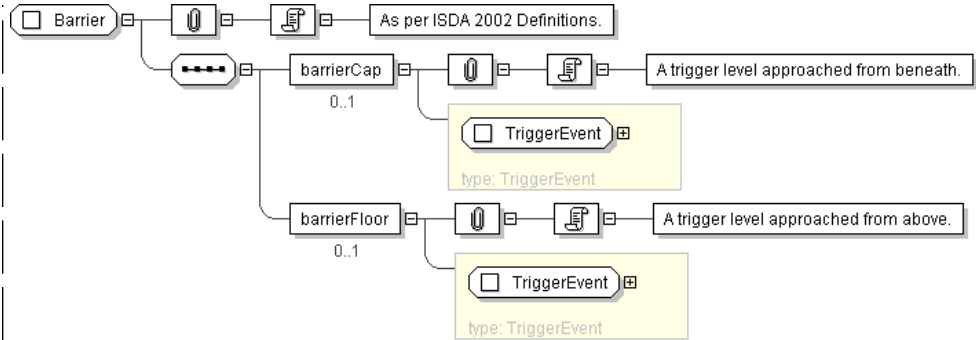 Barrier
As per ISDA 2002 Definitions.
barrierCap
A trigger level approached from beneath.
0..1
TriggerEvent
type: TriggerEvent
barrierFloor
A trigger level approached from above.
0..1
TriggerEvent
type: TriggerEvent